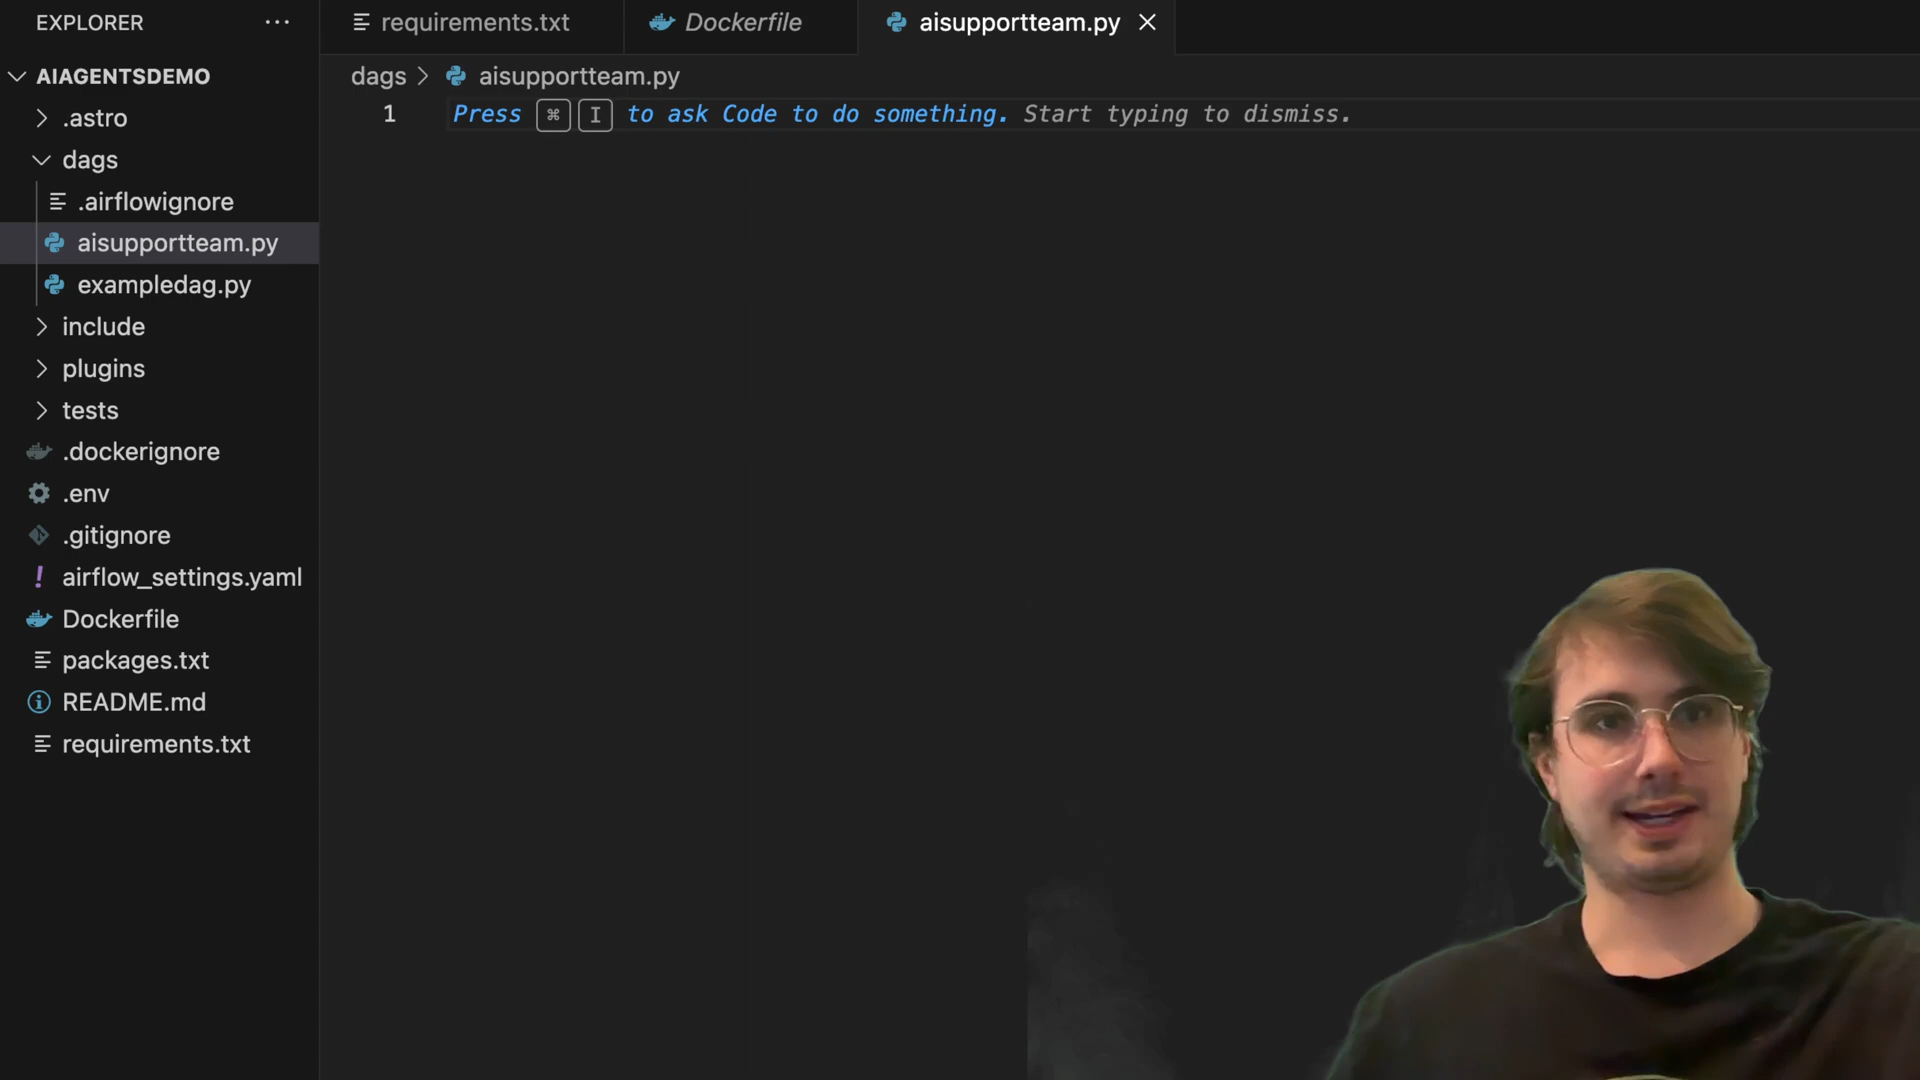 EXPLORER
AIAGENTSDEMO
.astro
dags
.airflowignore
aisupportteam.py
exampledag.py
include
plugins
tests
.dockerignore
.env
.gitignore
airflow_settings.yaml
Dockerfile
packages.txt
README.md
requirements.txt
requirements.txt Dockerfile aisupportteam.py
dags > aisupportteam.py
1 Press ⌘ I to ask Code to do something. Start typing to dismiss.